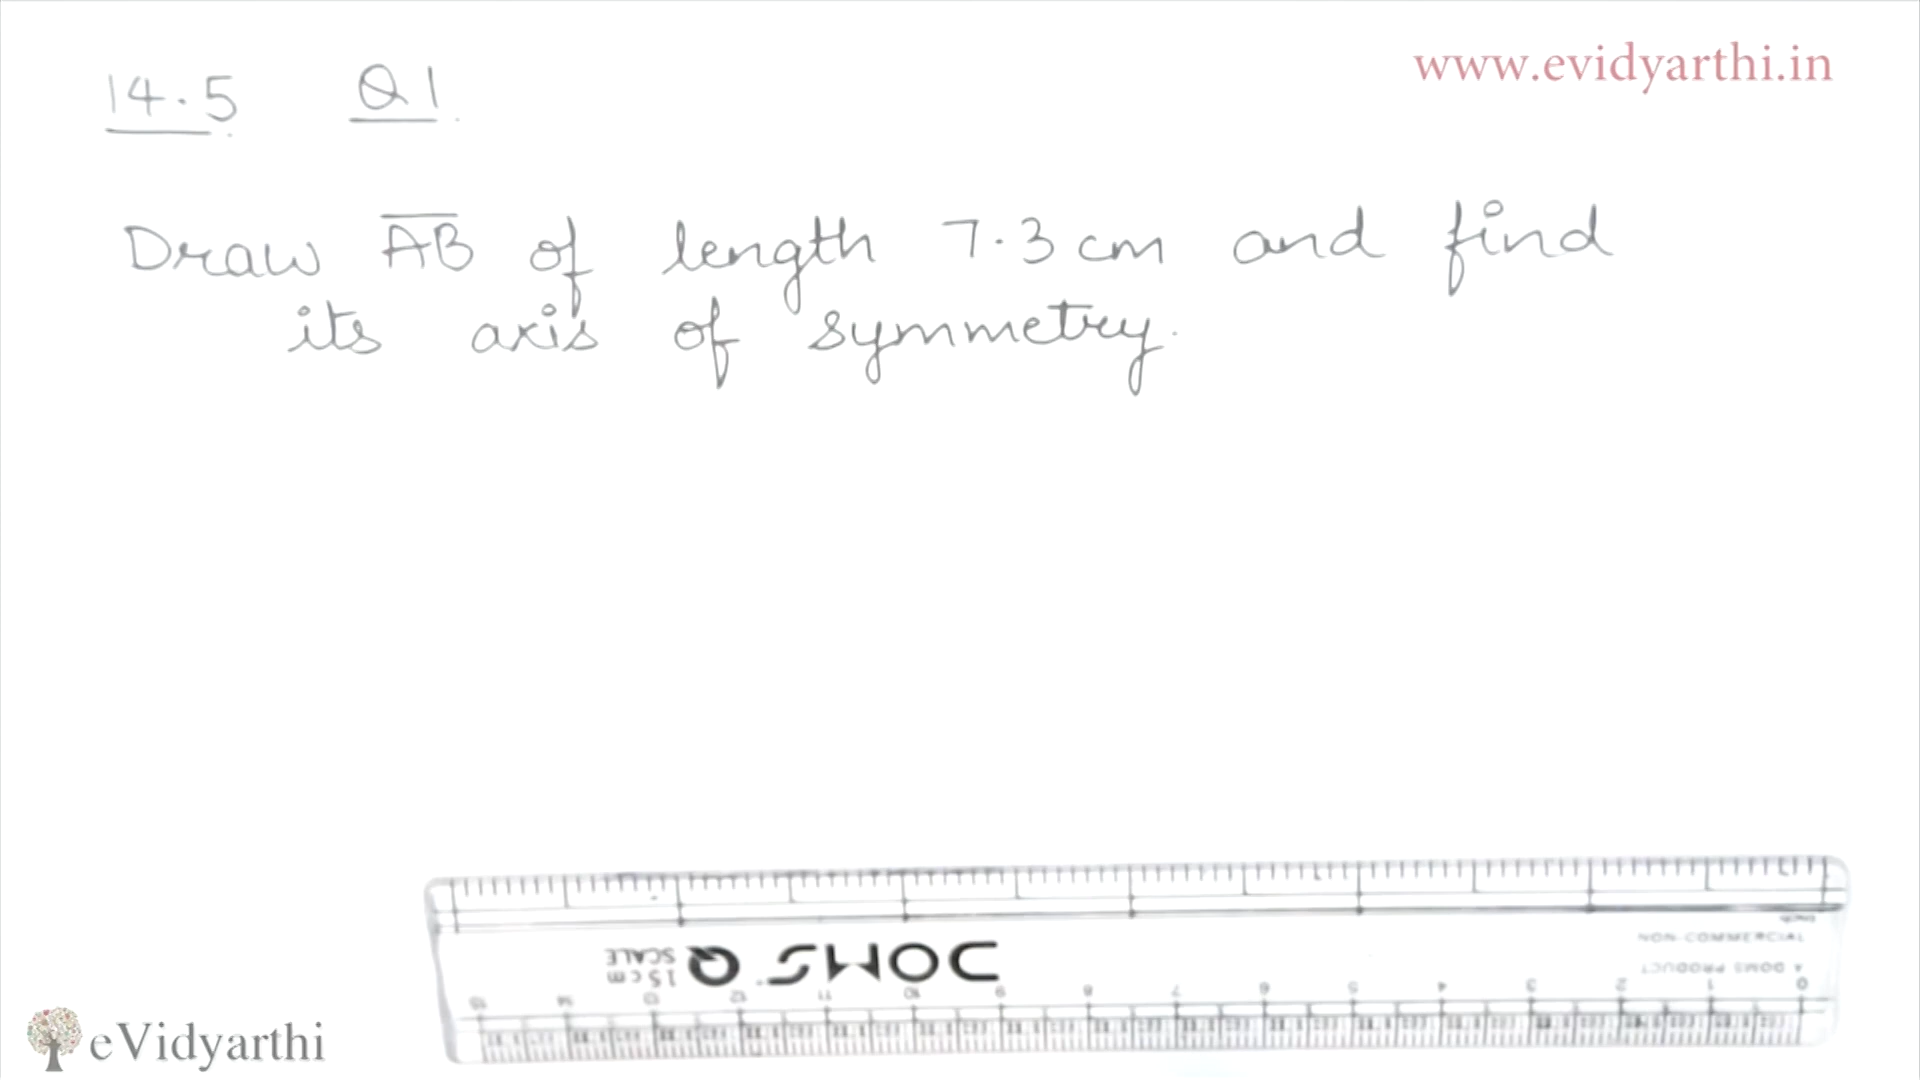 14.5 Q1.
www.evidyarthi.in
Draw AB of length 7.3 cm and find
its axis of symmetry.
NON-COMMERCIAL
A DOMS PRODUCT
DOMS Q 15cm SCALE
15 14 13 12 11 10 9 8 7 6 5 4 3 2 1 0
eVidyarthi